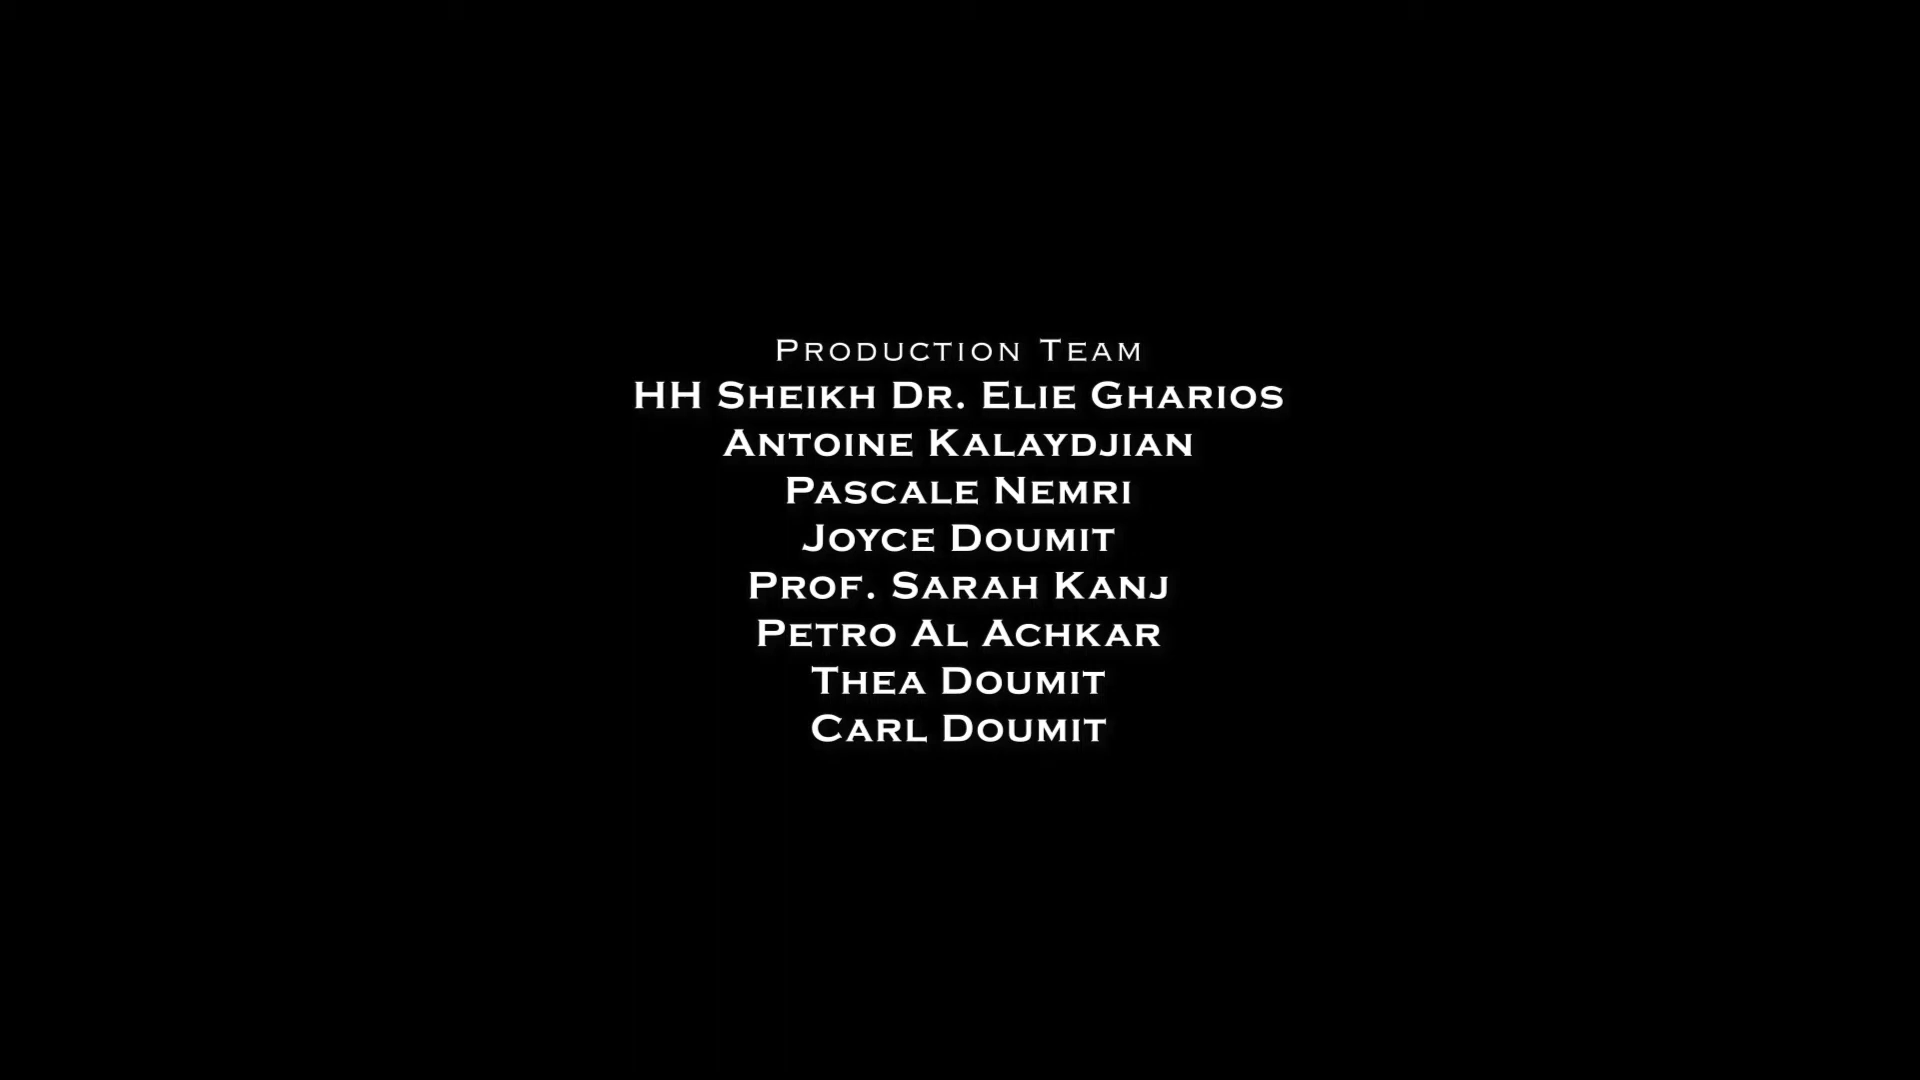 Production Team
HH Sheikh Dr. Elie Gharios
Antoine Kalaydjian
Pascale Nemri
Joyce Doumit
Prof. Sarah Kanj
Petro Al Achkar
Thea Doumit
Carl Doumit